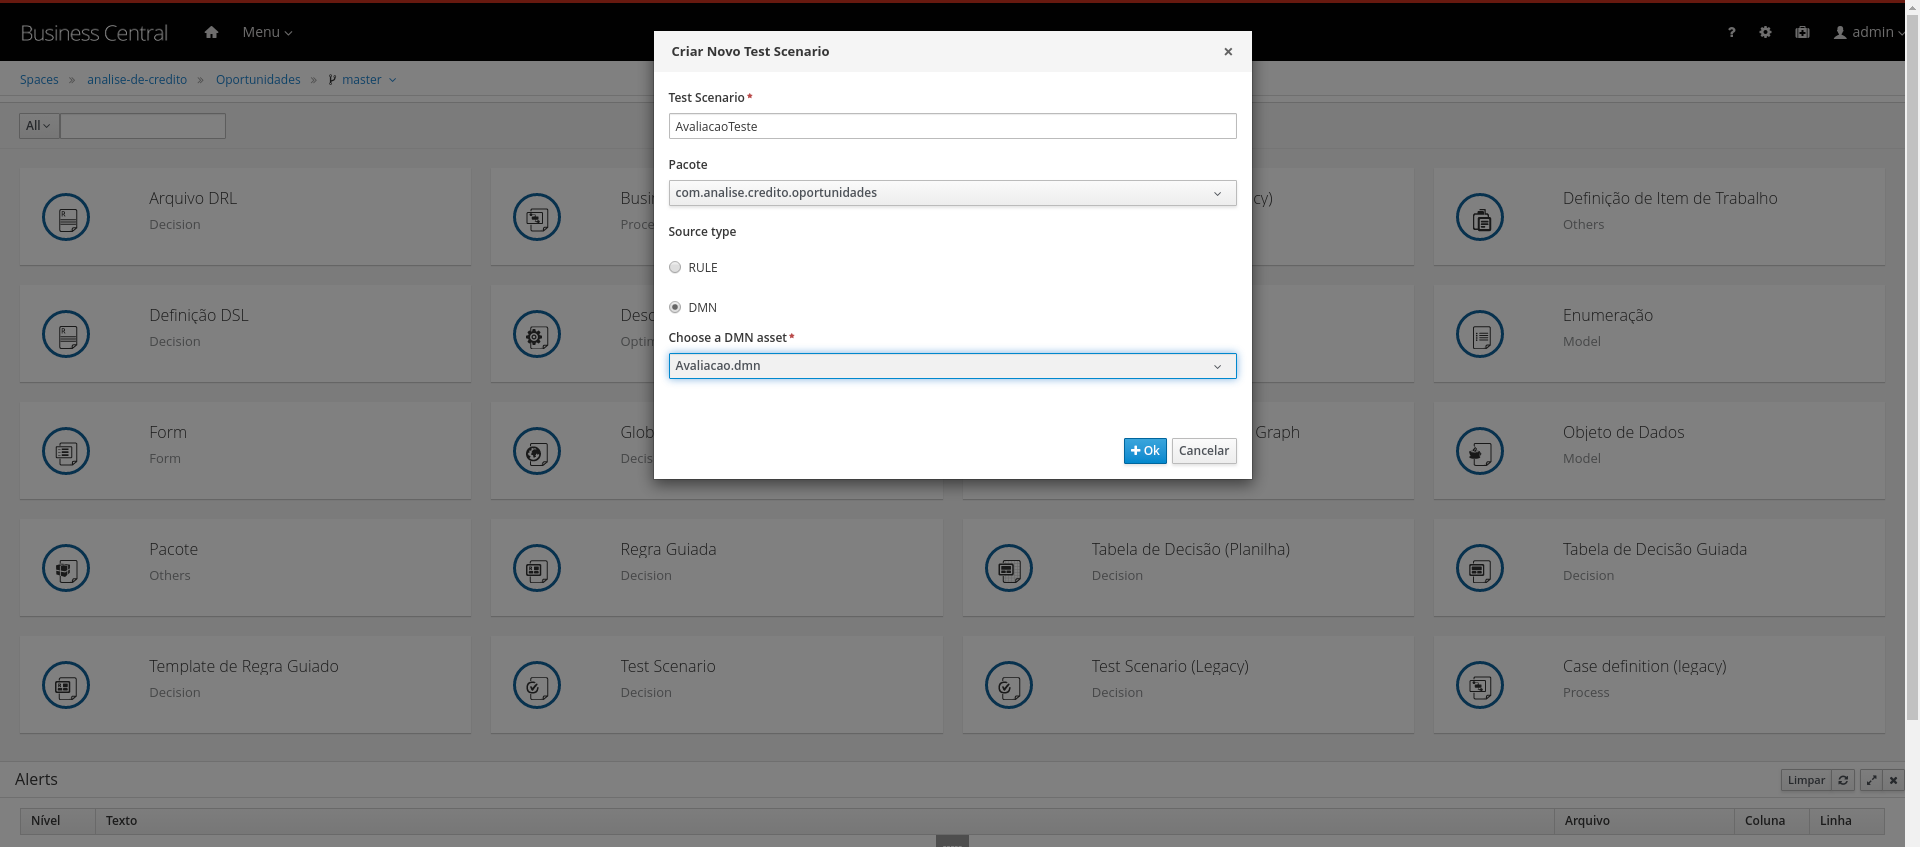 Business Central
Menu
admin
Spaces » analise-de-credito » Oportunidades » master
All
Criar Novo Test Scenario ×
Test Scenario *
AvaliacaoTeste
Pacote
com.analise.credito.oportunidades
Source type
RULE
DMN
Choose a DMN asset *
Avaliacao.dmn
+ Ok
Cancelar
Arquivo DRL
Decision
Busi
Proce
cy)
Definição de Item de Trabalho
Others
Definição DSL
Decision
Desc
Optim
Enumeração
Model
Form
Form
Glob
Decis
Graph
Objeto de Dados
Model
Pacote
Others
Regra Guiada
Decision
Tabela de Decisão (Planilha)
Decision
Tabela de Decisão Guiada
Decision
Template de Regra Guiado
Decision
Test Scenario
Decision
Test Scenario (Legacy)
Decision
Case definition (legacy)
Process
Alerts
Limpar
Nível Texto Arquivo Coluna Linha